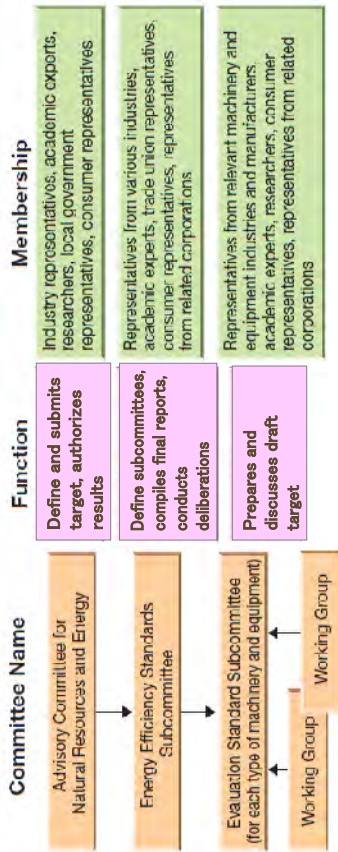 Committee Name
Function
Membership
Advisory Committee for
Natural Resources and Energy
Define and submits
target, authorizes
results
Industry representatives, academic exports,
researchers, local government
representatives, consumer representatives
Energy Efficiency Standards
Subcommittee
Define subcommittees,
compiles final reports,
conducts
deliberations
Representatives from various industries,
academic experts, trade union representatives,
consumer representatives, representatives
from related corporations
Evaluation Standard Subcommittee
(for each type of machinery and equipment)
Prepares and
discusses draft
target
Representatives from relevart machinery and
equipment industries and manufacturers,
academic experts, researchers, consumer
representatives, representatives from related
corporations
Working Group
Working Group